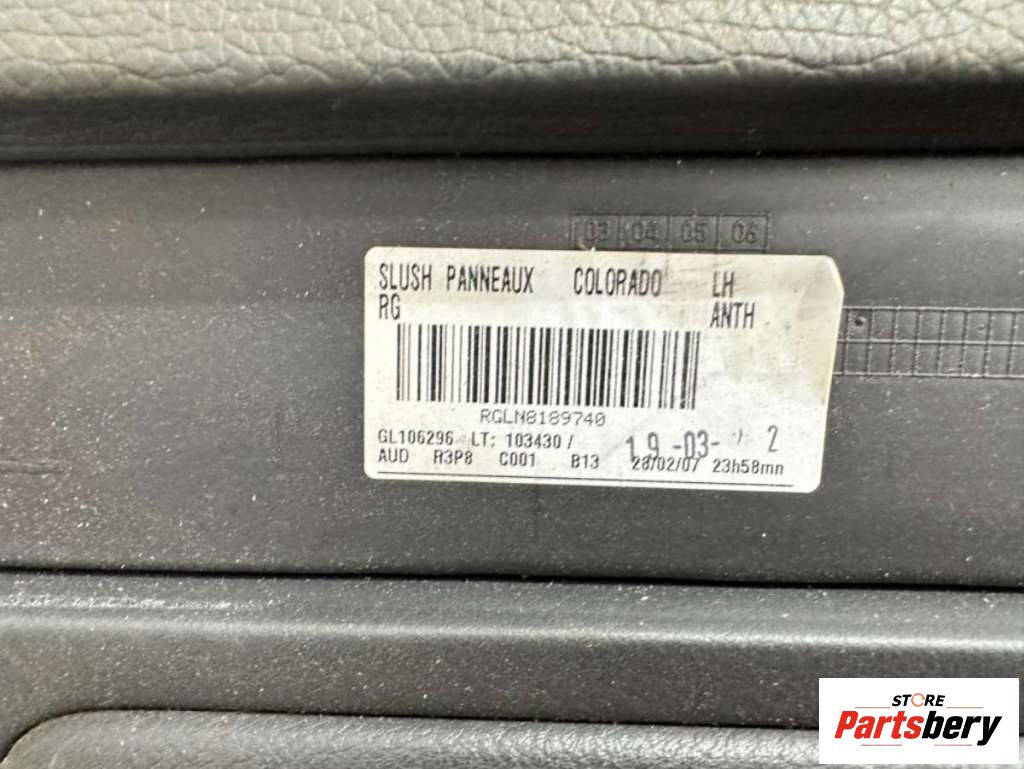 03 04 05 06
SLUSH PANNEAUX COLORADO LH
RG ANTH
RGLN8189740
GL106296 LT: 103430 / 19-03- 2
AUD R3P8 C001 B13 28/02/07 23h58mn
STORE
Partsbery